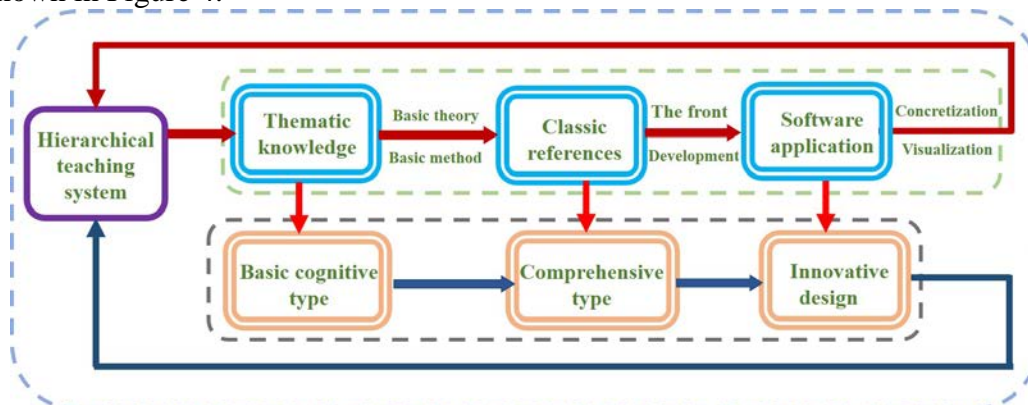 Hierarchical
teaching
system
Thematic
knowledge
Basic theory
Basic method
Classic
references
The front
Development
Software
application
Concretization
Visualization
Basic cognitive
type
Comprehensive
type
Innovative
design